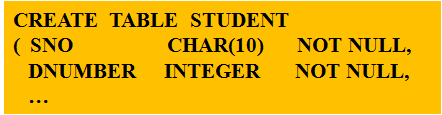 CREATE TABLE STUDENT
( SNO CHAR(10) NOT NULL,
DNUMBER INTEGER NOT NULL,
…